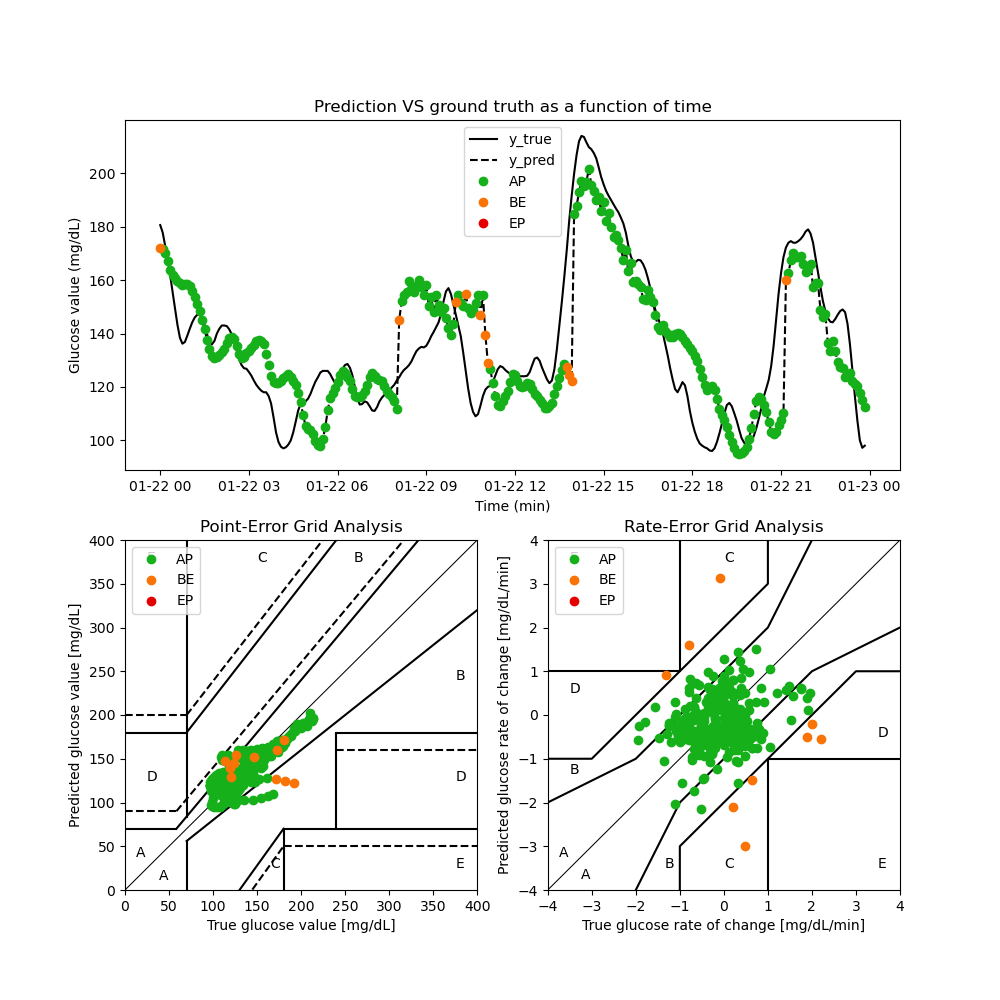 Prediction VS ground truth as a function of time
Glucose value (mg/dL)
200
180
160
140
120
100
y_true
y_pred
AP
BE
EP
01-22 00 01-22 03 01-22 06 01-22 09 01-22 12 01-22 15 01-22 18 01-22 21 01-23 00
Time (min)
Point-Error Grid Analysis
Predicted glucose value [mg/dL]
400
350
300
250
200
150
100
50
0
AP
BE
EP
C B
B
D D
A
A
C E
0 50 100 150 200 250 300 350 400
True glucose value [mg/dL]
Rate-Error Grid Analysis
Predicted glucose rate of change [mg/dL/min]
4
3
2
1
0
−1
−2
−3
−4
AP
BE
EP
C
D
D
B
A
A
B C E
−4 −3 −2 −1 0 1 2 3 4
True glucose rate of change [mg/dL/min]